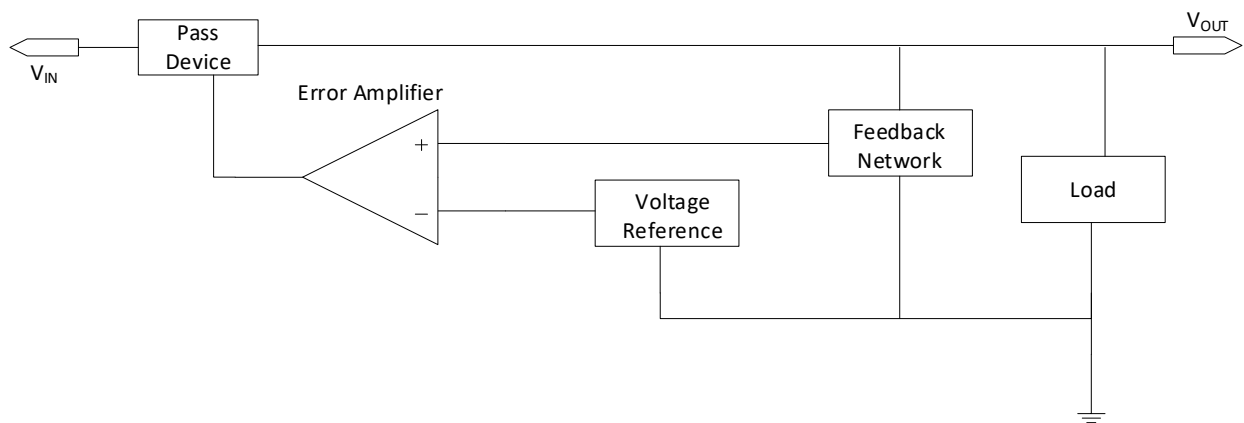 Pass
Device
V_OUT
V_IN
Error Amplifier
+
−
Feedback
Network
Voltage
Reference
Load